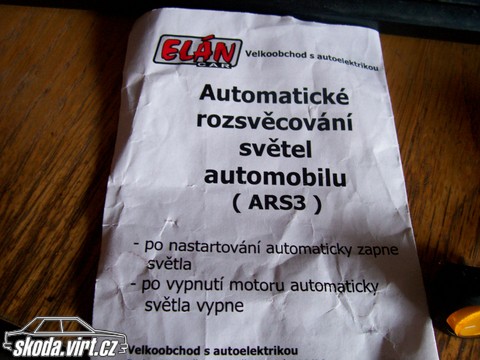 ELÁN
CAR
Velkoobchod s autoelektrikou
Automatické
rozsvěcování
světel
automobilu
( ARS3 )
- po nastartování automaticky zapne
světla
- po vypnutí motoru automaticky
světla vypne
Velkoobchod s autoelektrikou
skoda.virt.cz